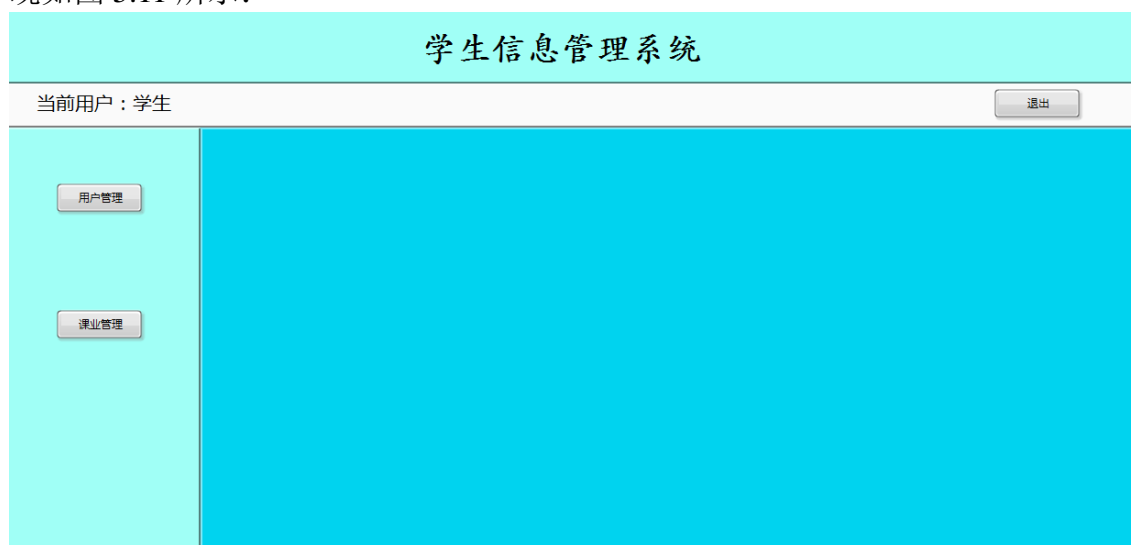 学生信息管理系统
当前用户：学生
退出
用户管理
课业管理